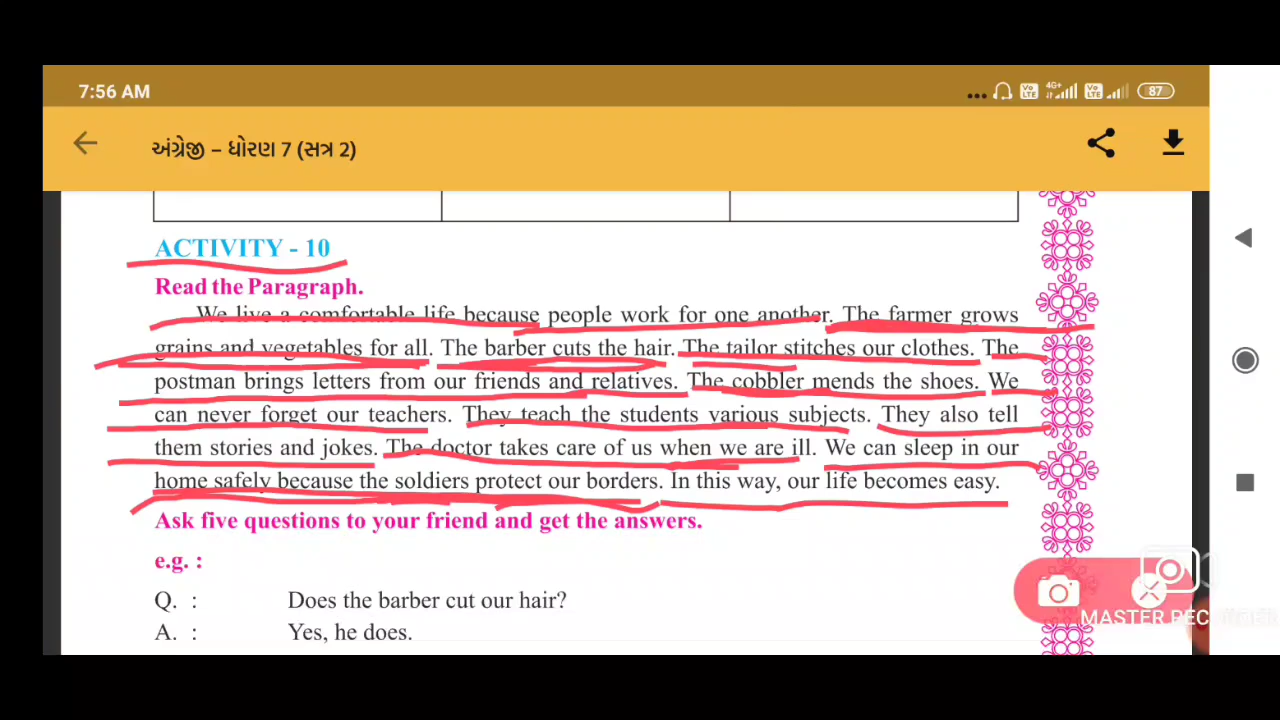 7:56 AM
Vo LTE 4G+ Vo LTE 87
અંગ્રેજી – ધોરણ 7 (સત્ર 2)
ACTIVITY - 10
Read the Paragraph.
We live a comfortable life because people work for one another. The farmer grows
grains and vegetables for all. The barber cuts the hair. The tailor stitches our clothes. The
postman brings letters from our friends and relatives. The cobbler mends the shoes. We
can never forget our teachers. They teach the students various subjects. They also tell
them stories and jokes. The doctor takes care of us when we are ill. We can sleep in our
home safely because the soldiers protect our borders. In this way, our life becomes easy.
Ask five questions to your friend and get the answers.
e.g. :
Q. : Does the barber cut our hair?
A. : Yes, he does.
MASTER